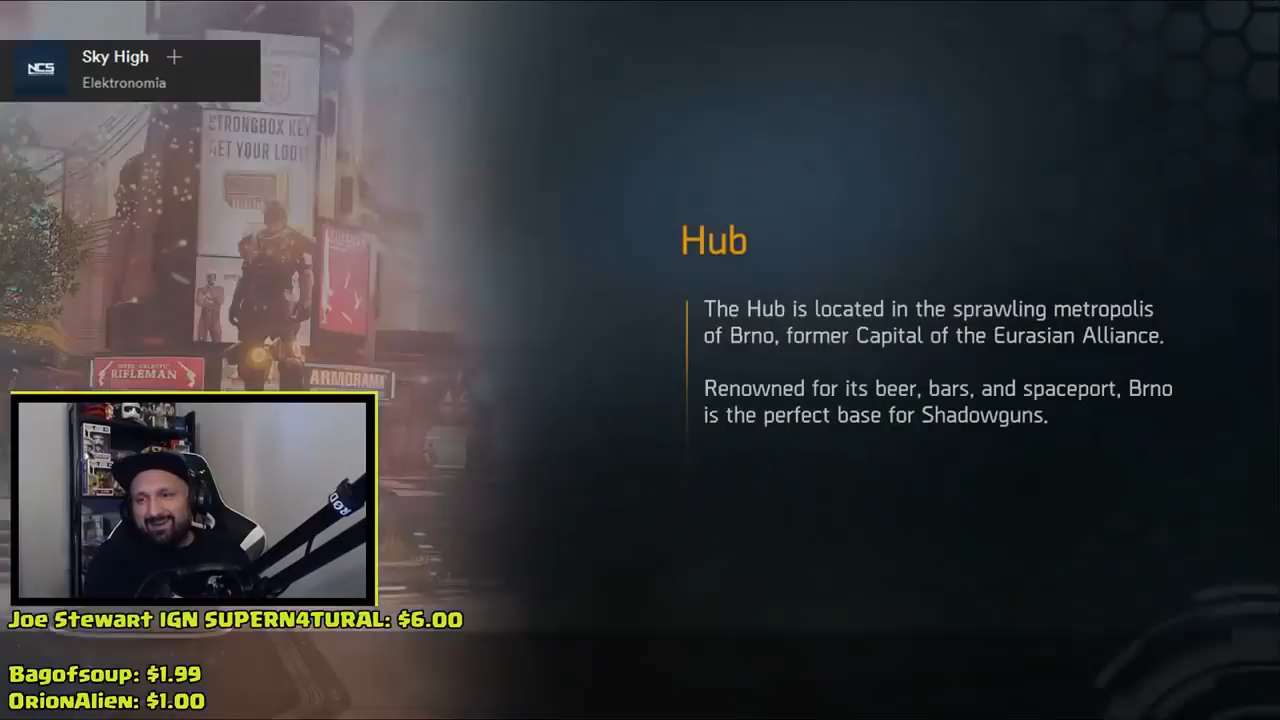 Sky High
NCS
Elektronomia
STRONGBOX KEY
GET YOUR LOOT
RIFLEMAN
ARMORAMA
Hub
The Hub is located in the sprawling metropolis
of Brno, former Capital of the Eurasian Alliance.
Renowned for its beer, bars, and spaceport, Brno
is the perfect base for Shadowguns.
RØDE
Joe Stewart IGN SUPERN4TURAL: $6.00
Bagofsoup: $1.99
OrionAlien: $1.00